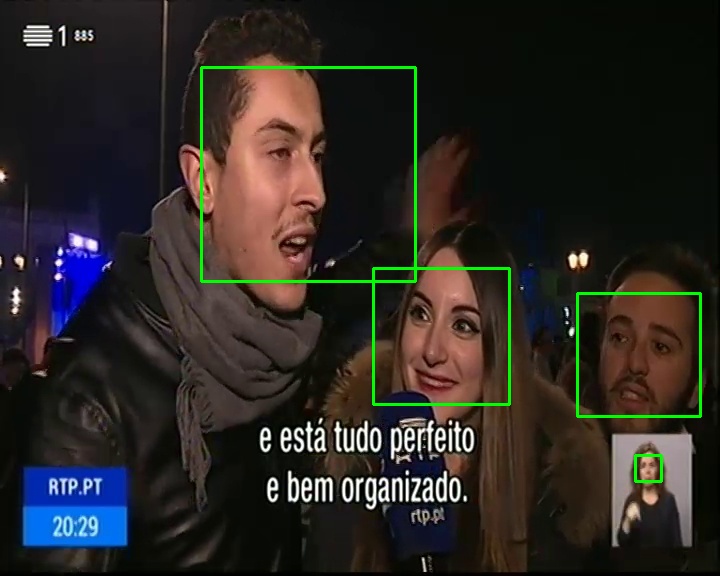 1 885
e está tudo perfeito
e bem organizado.
rtp.pt
RTP.PT
20:29